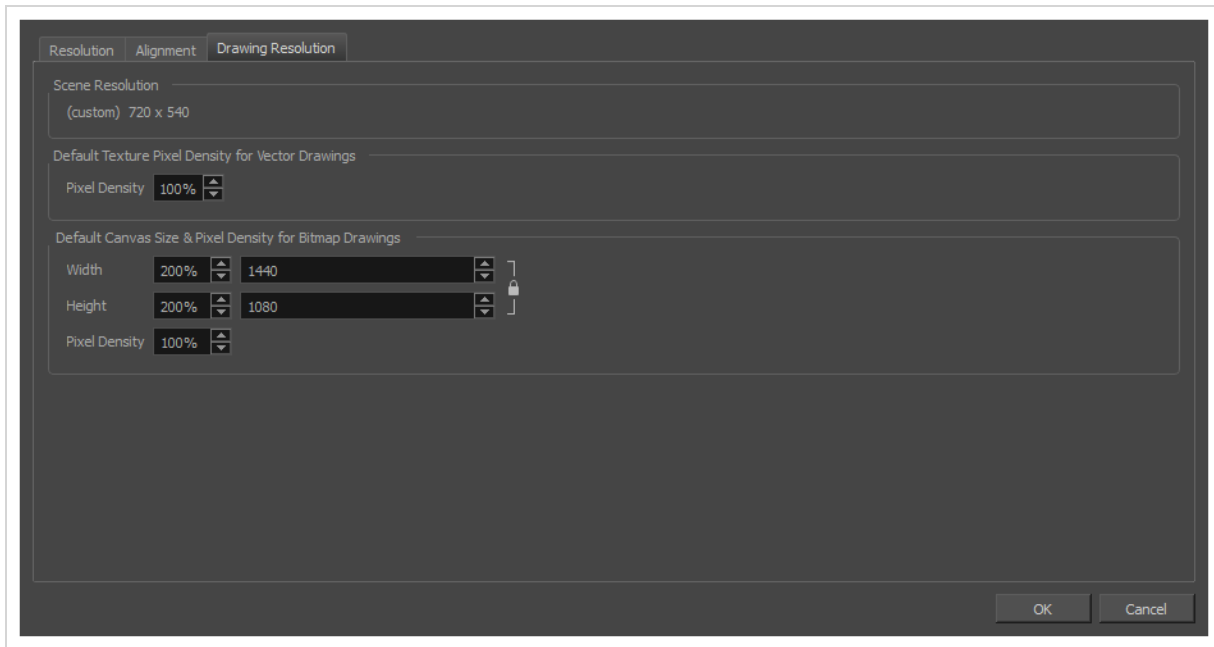 Resolution Alignment Drawing Resolution
Scene Resolution
(custom) 720 x 540
Default Texture Pixel Density for Vector Drawings
Pixel Density 100%
Default Canvas Size & Pixel Density for Bitmap Drawings
Width 200% 1440
Height 200% 1080
Pixel Density 100%
OK Cancel